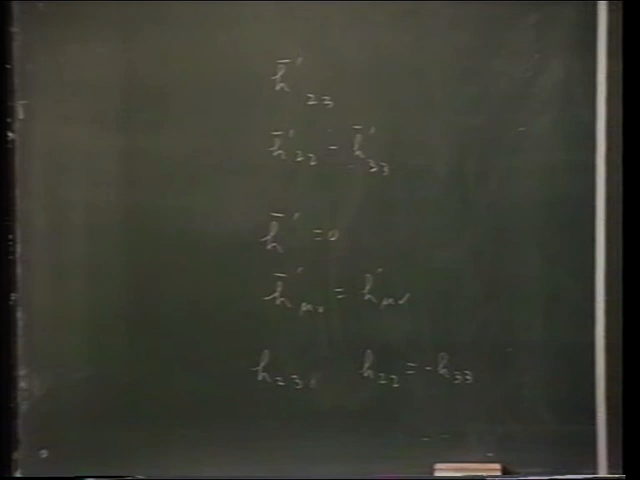 h̄'₂₃
h̄'₂₂ - h̄'₃₃
h̄' = 0
h̄'μν = h'μν
h₂₃, h₂₂ = -h₃₃